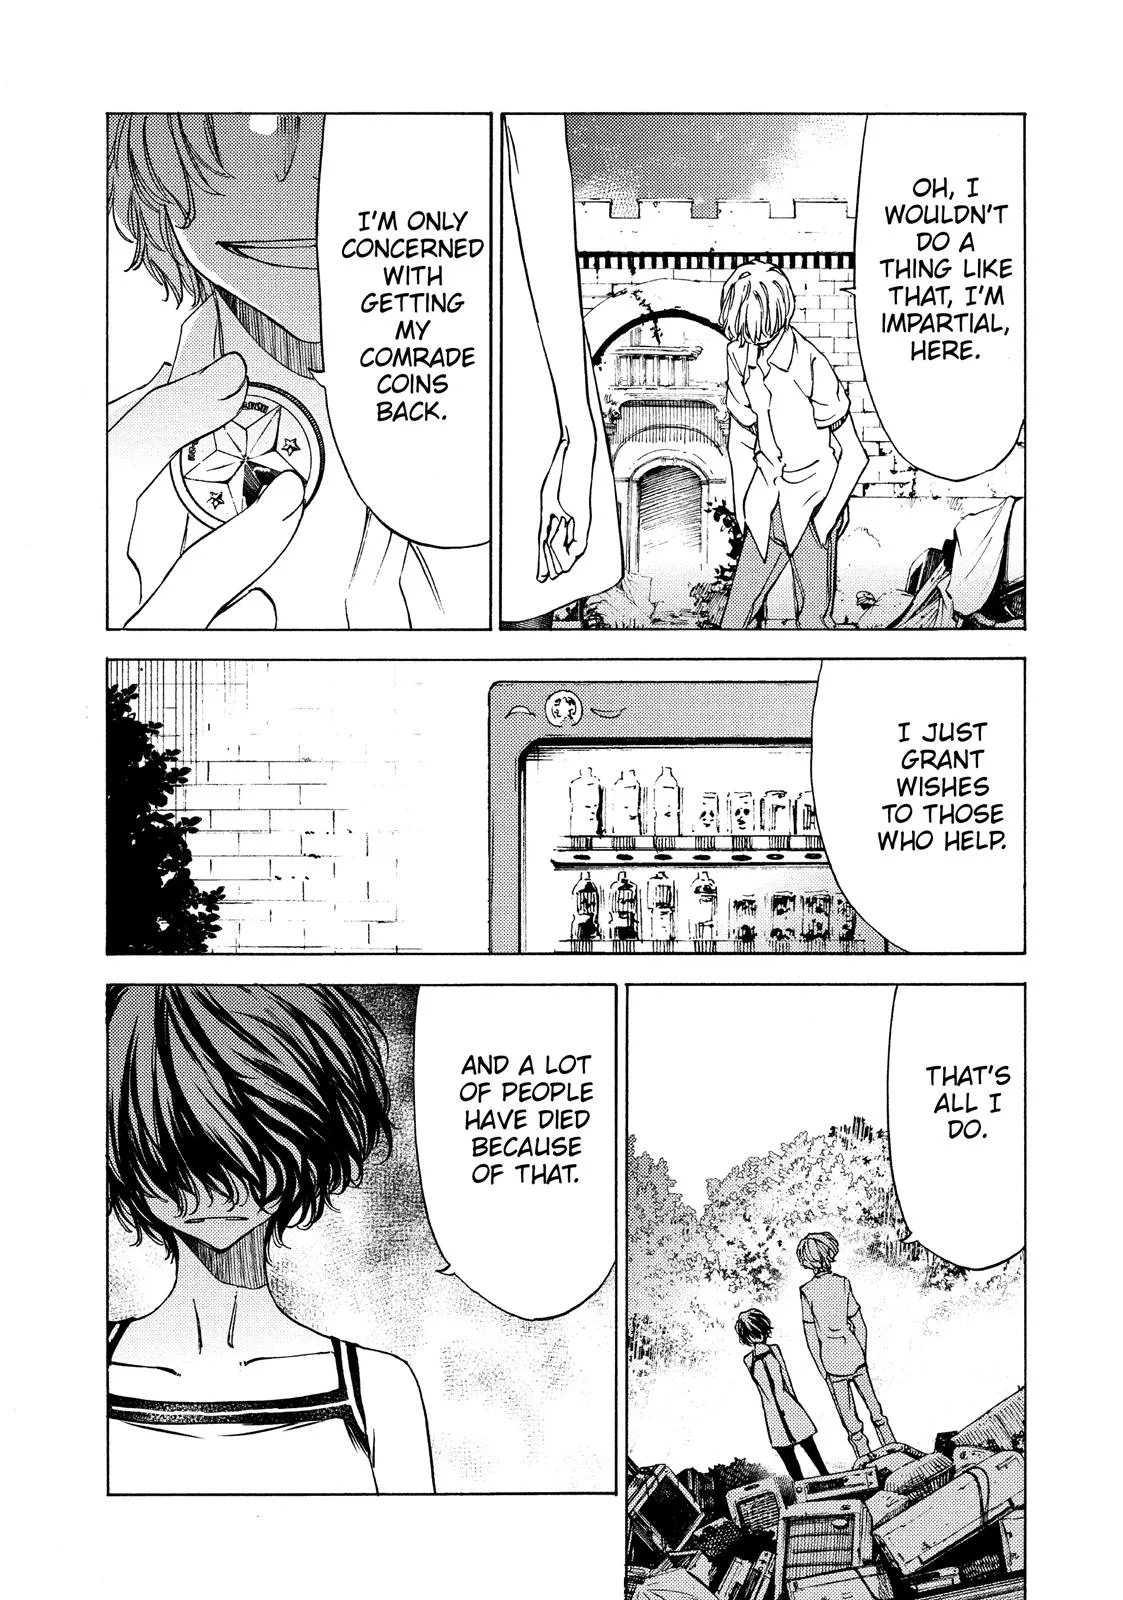 OH, I
WOULDN'T
DO A
THING LIKE
THAT, I'M
IMPARTIAL,
HERE.
I'M ONLY
CONCERNED
WITH
GETTING
MY
COMRADE
COINS
BACK.
I JUST
GRANT
WISHES
TO THOSE
WHO HELP.
THAT'S
ALL I
DO.
AND A LOT
OF PEOPLE
HAVE DIED
BECAUSE
OF THAT.